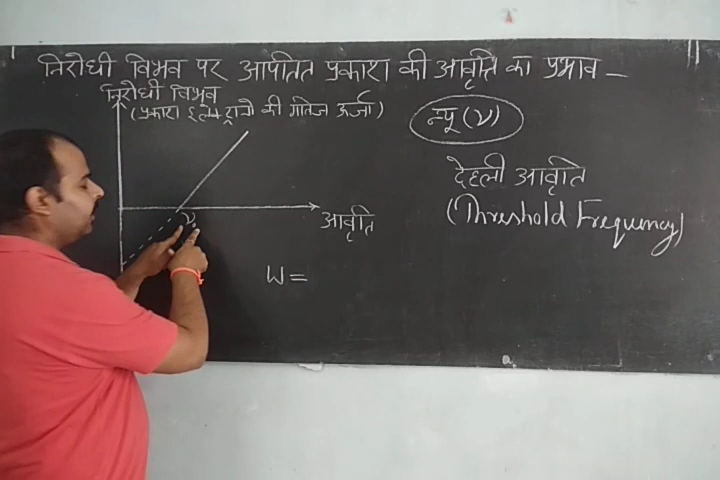 निरोधी विभव पर आपतित प्रकाश की आवृति का प्रभाव -
निरोधी विभव
(प्रकाश इलेक्ट्रानो की गतिज ऊर्जा)
न्यू (ν)
देहली आवृति
(Threshold Frequency)
ν
आवृति
W =